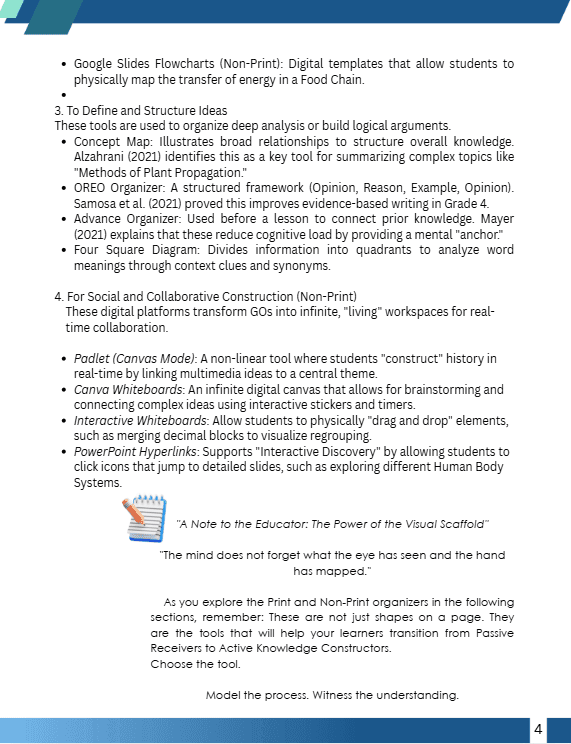 • Google Slides Flowcharts (Non-Print): Digital templates that allow students to
physically map the transfer of energy in a Food Chain.
•
3. To Define and Structure Ideas
These tools are used to organize deep analysis or build logical arguments.
• Concept Map: Illustrates broad relationships to structure overall knowledge.
Alzahrani (2021) identifies this as a key tool for summarizing complex topics like
"Methods of Plant Propagation."
• OREO Organizer: A structured framework (Opinion, Reason, Example, Opinion).
Samosa et al. (2021) proved this improves evidence-based writing in Grade 4.
• Advance Organizer: Used before a lesson to connect prior knowledge. Mayer
(2021) explains that these reduce cognitive load by providing a mental "anchor."
• Four Square Diagram: Divides information into quadrants to analyze word
meanings through context clues and synonyms.
4. For Social and Collaborative Construction (Non-Print)
These digital platforms transform GOs into infinite, "living" workspaces for real-
time collaboration.
• Padlet (Canvas Mode): A non-linear tool where students "construct" history in
real-time by linking multimedia ideas to a central theme.
• Canva Whiteboards: An infinite digital canvas that allows for brainstorming and
connecting complex ideas using interactive stickers and timers.
• Interactive Whiteboards: Allow students to physically "drag and drop" elements,
such as merging decimal blocks to visualize regrouping.
• PowerPoint Hyperlinks: Supports "Interactive Discovery" by allowing students to
click icons that jump to detailed slides, such as exploring different Human Body
Systems.
"A Note to the Educator: The Power of the Visual Scaffold"
"The mind does not forget what the eye has seen and the hand
has mapped."
As you explore the Print and Non-Print organizers in the following
sections, remember: These are not just shapes on a page. They
are the tools that will help your learners transition from Passive
Receivers to Active Knowledge Constructors.
Choose the tool.
Model the process. Witness the understanding.
4